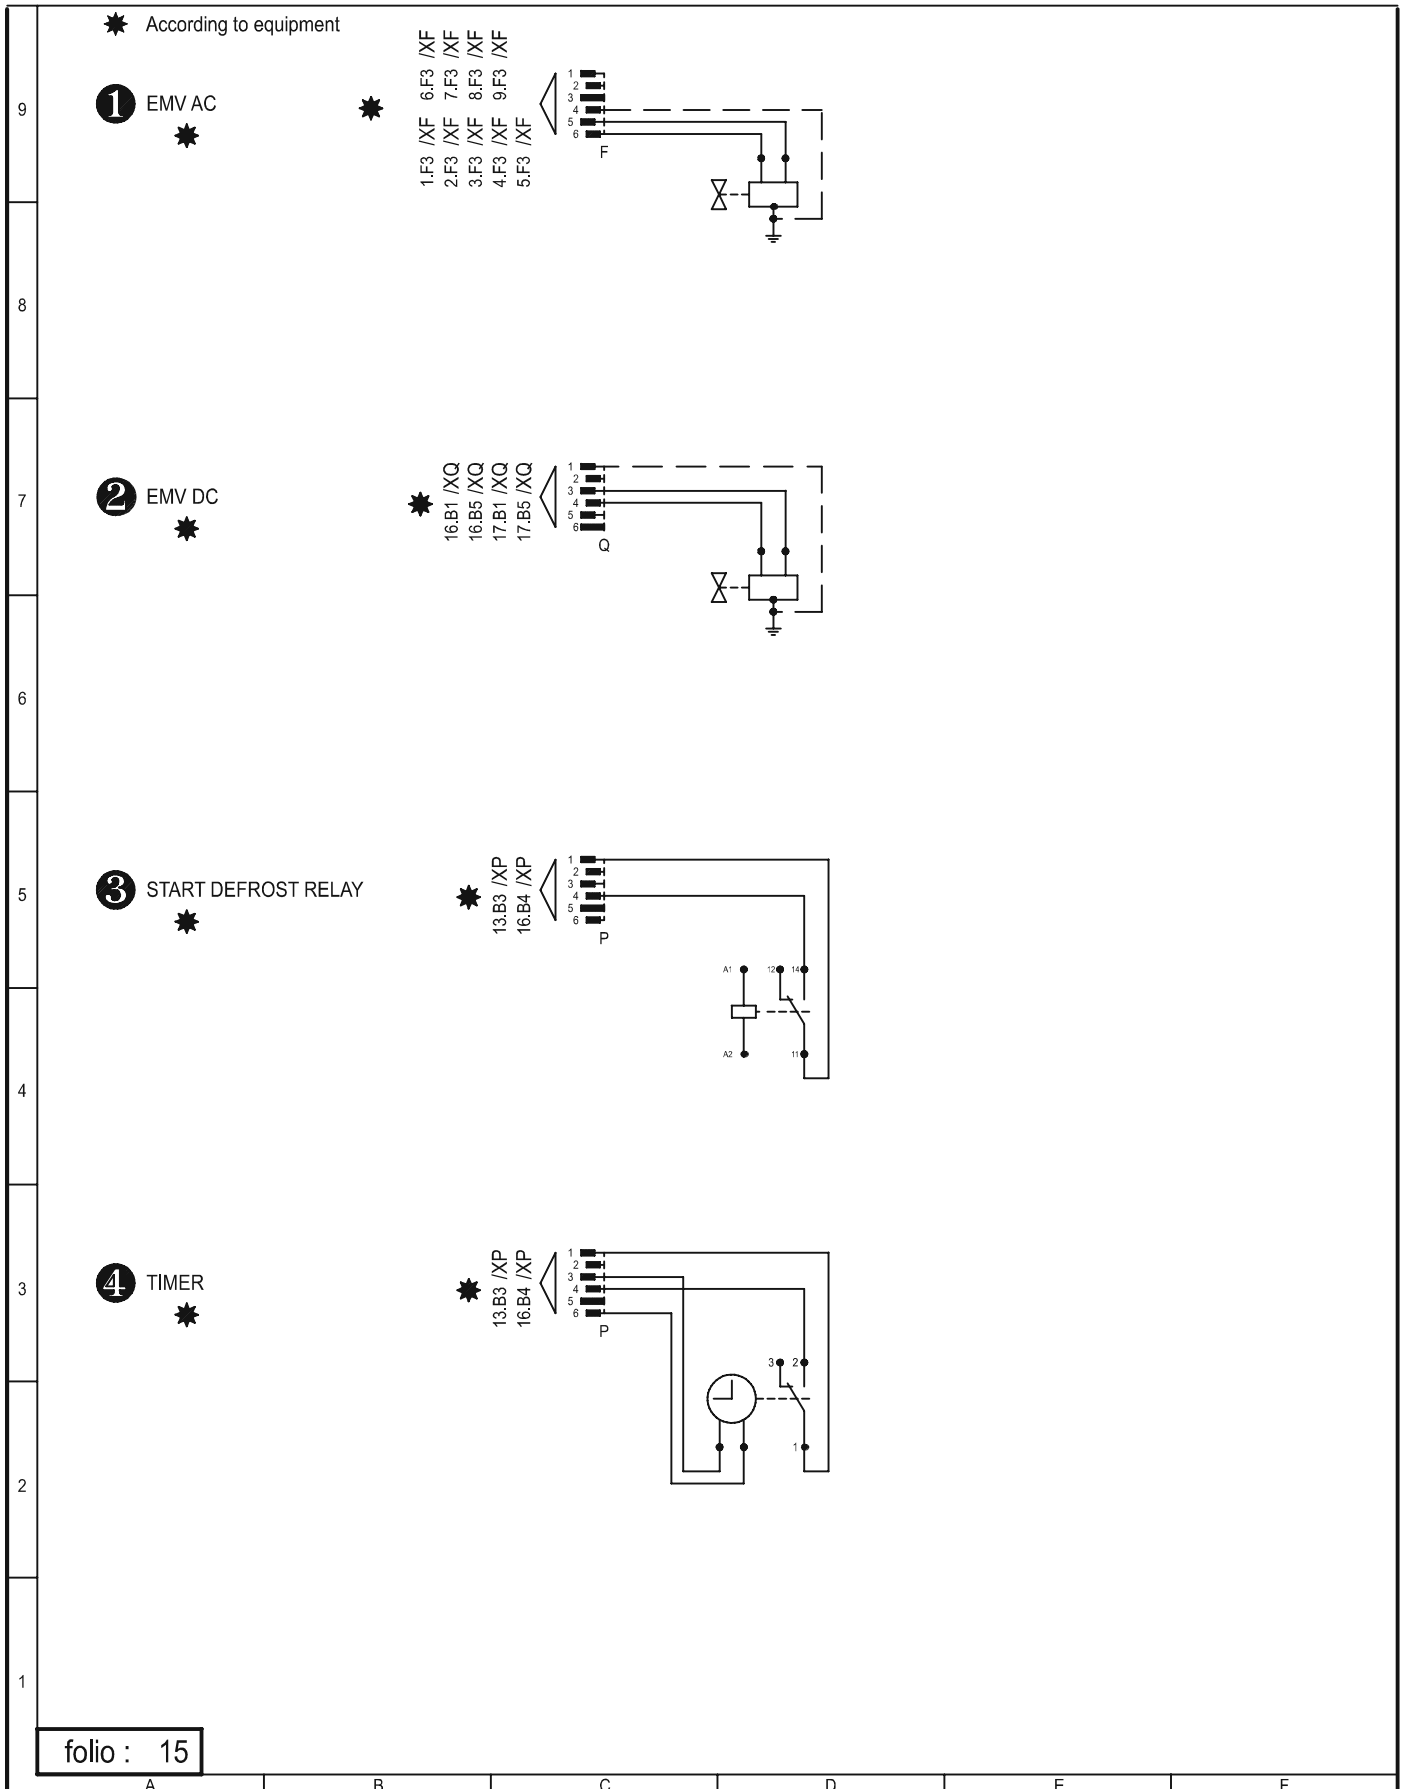 According to equipment
9
1 EMV AC
1.F3 /XF 6.F3 /XF
2.F3 /XF 7.F3 /XF
3.F3 /XF 8.F3 /XF
4.F3 /XF 9.F3 /XF
5.F3 /XF
1
2
3
4
5
6
F
8
7
2 EMV DC
16.B1 /XQ
16.B5 /XQ
17.B1 /XQ
17.B5 /XQ
1
2
3
4
5
6
Q
6
5
3 START DEFROST RELAY
13.B3 /XP
16.B4 /XP
1
2
3
4
5
6
P
A1 12 14
A2 11
4
3
4 TIMER
13.B3 /XP
16.B4 /XP
1
2
3
4
5
6
P
3 2
1
2
1
folio : 15
A B C D E F